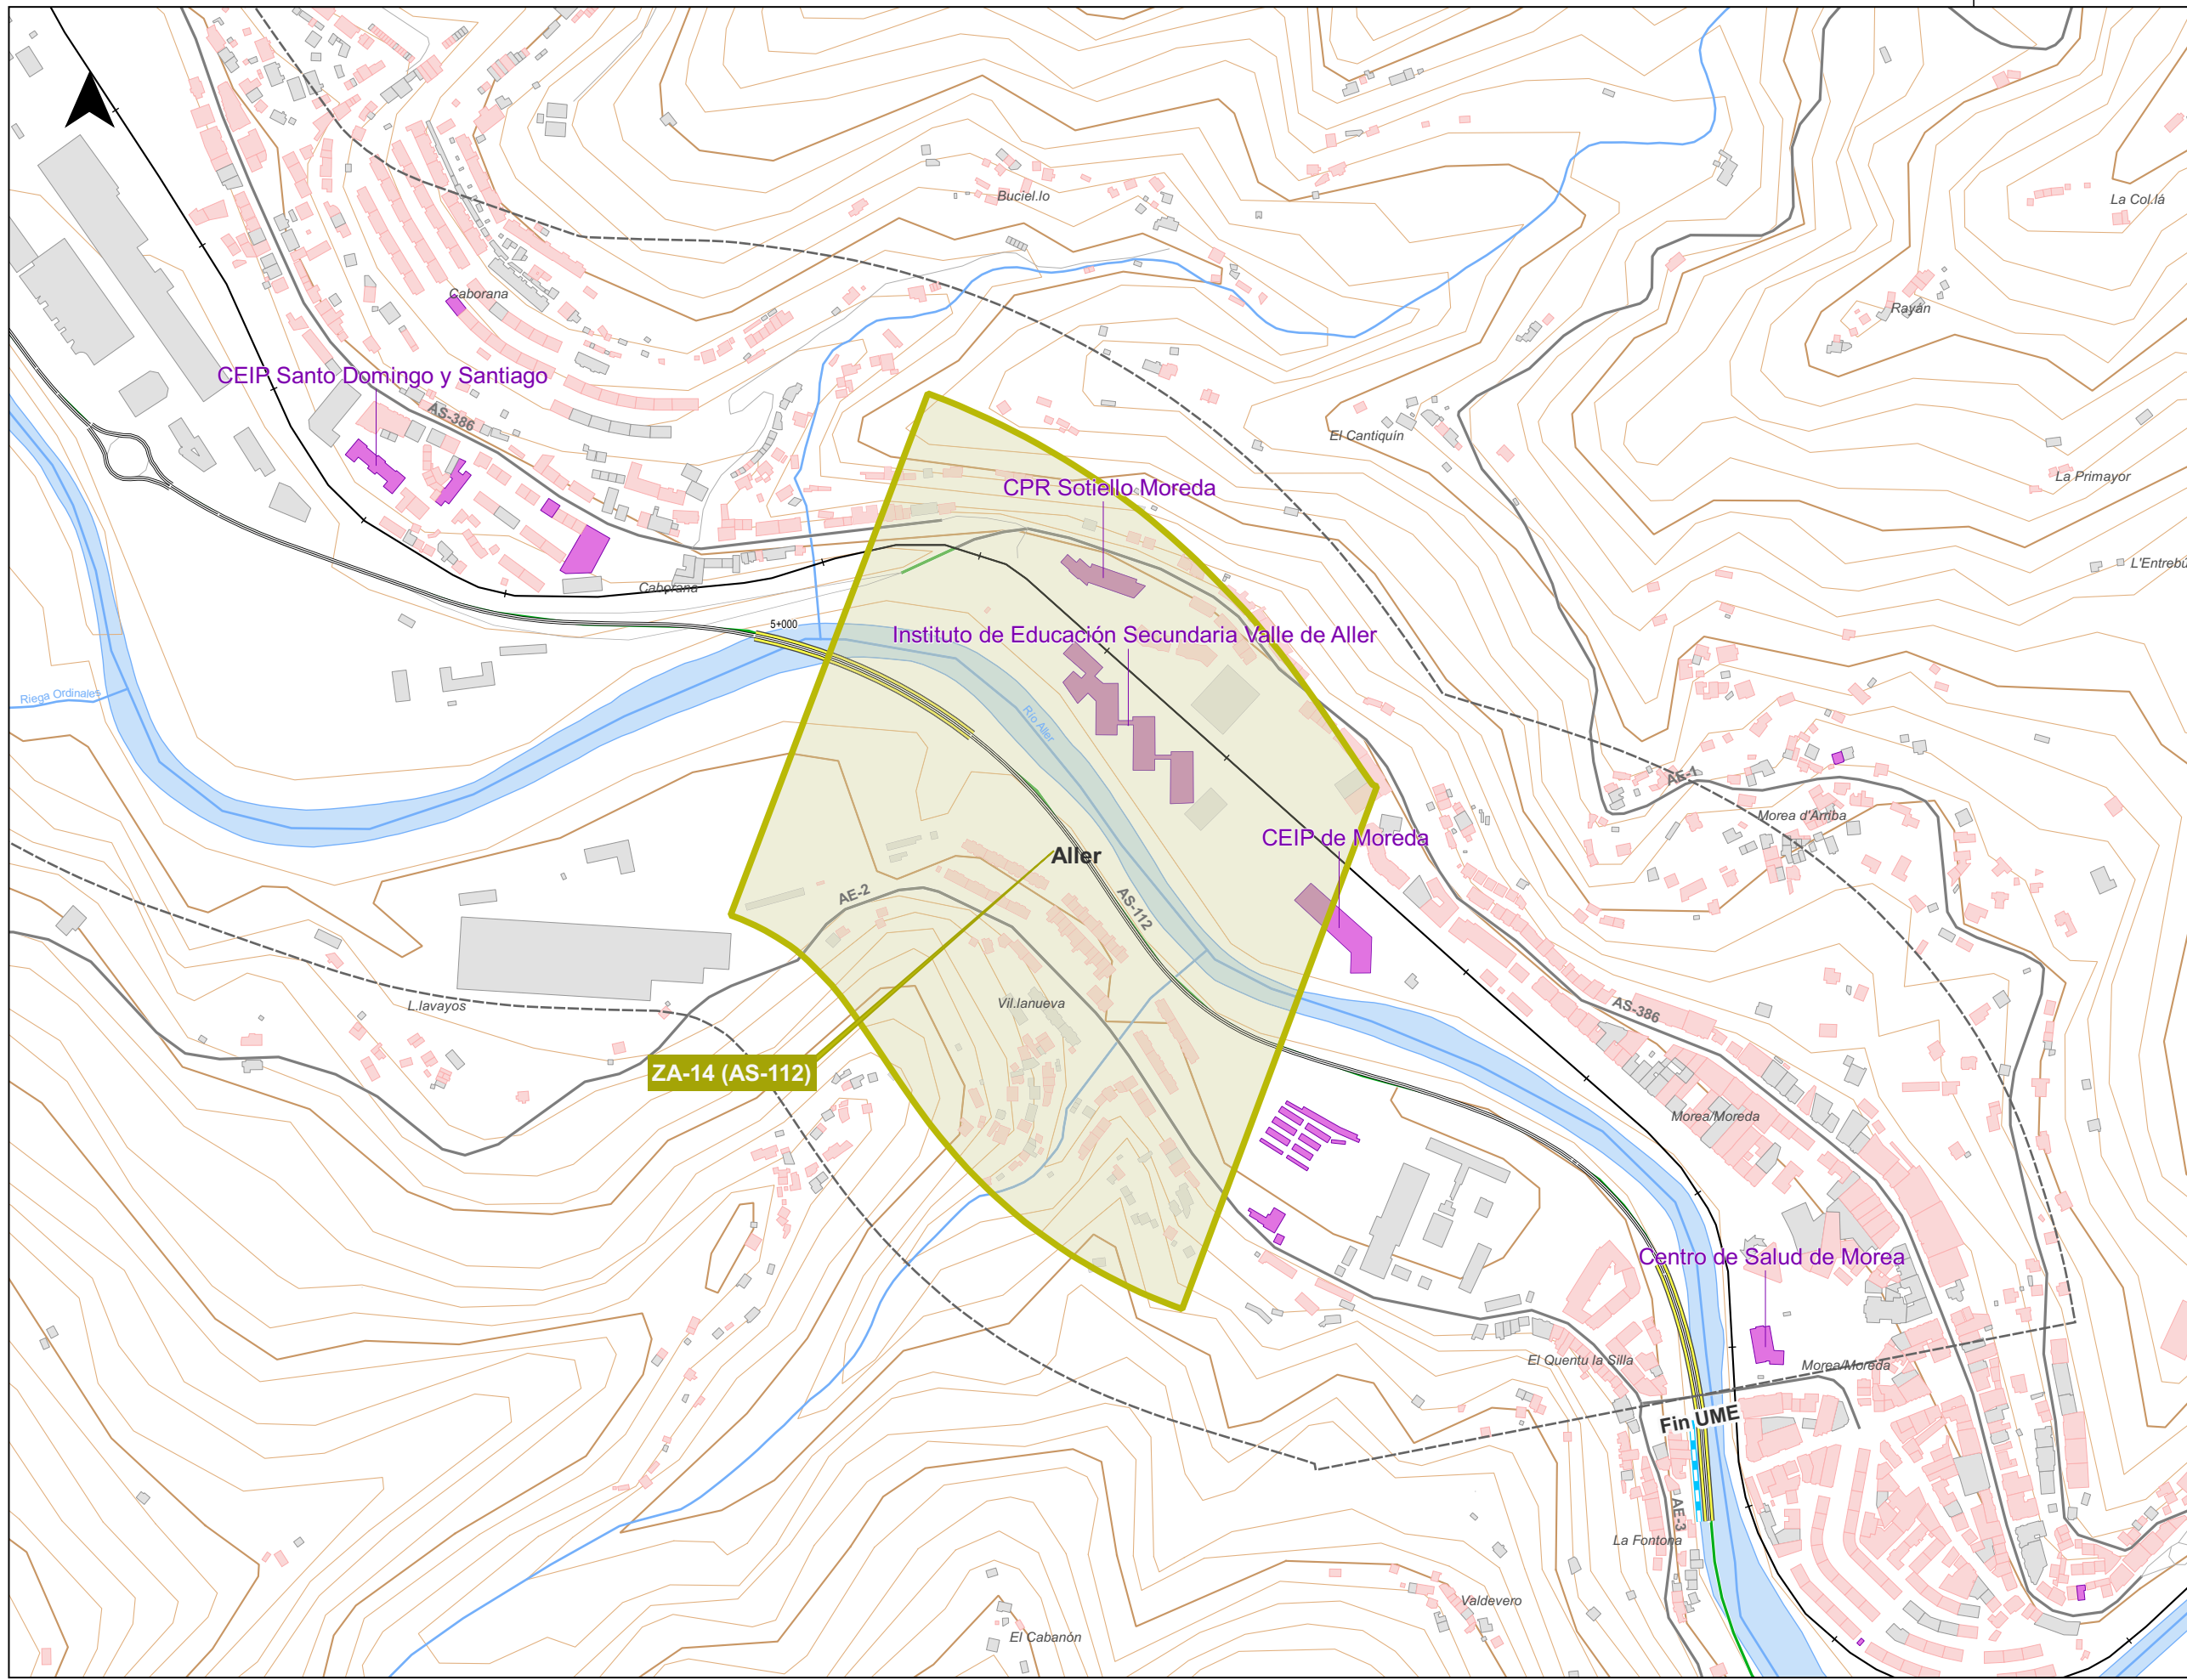 Buciel.lo
La Col.lá
Caborana
Rayán
CEIP Santo Domingo y Santiago
AS-386
El Cantiquín
La Primayor
CPR Sotiello Moreda
L'Entrebú
Caborana
5+000
Instituto de Educación Secundaria Valle de Aller
Riega Ordinales
Río Aller
AE-1
Morea d'Arriba
CEIP de Moreda
Aller
AE-2
AS-112
L.lavayos
Vil.lanueva
AS-386
ZA-14 (AS-112)
Morea/Moreda
Centro de Salud de Morea
El Quentu la Silla
Morea/Moreda
Fin UME
AE-3
La Fontona
Valdevero
El Cabanón